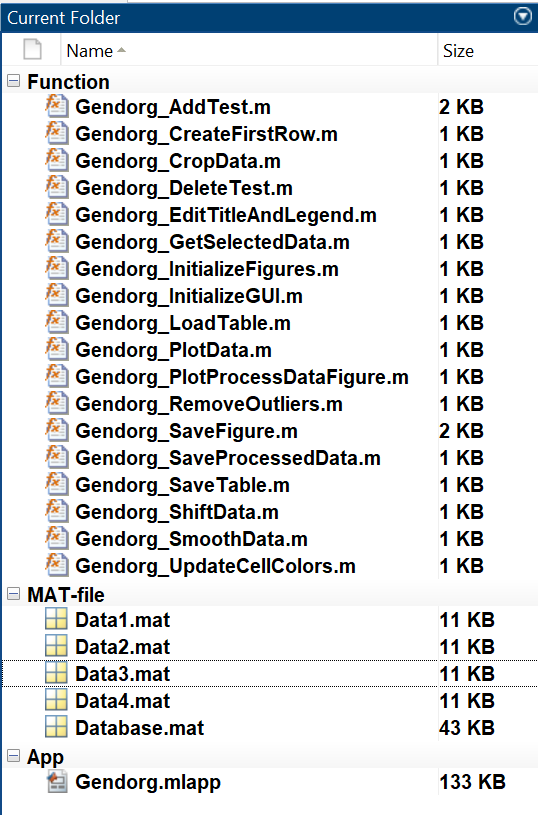 Current Folder
Name Size
Function
Gendorg_AddTest.m 2 KB
Gendorg_CreateFirstRow.m 1 KB
Gendorg_CropData.m 1 KB
Gendorg_DeleteTest.m 1 KB
Gendorg_EditTitleAndLegend.m 1 KB
Gendorg_GetSelectedData.m 1 KB
Gendorg_InitializeFigures.m 1 KB
Gendorg_InitializeGUI.m 1 KB
Gendorg_LoadTable.m 1 KB
Gendorg_PlotData.m 1 KB
Gendorg_PlotProcessDataFigure.m 1 KB
Gendorg_RemoveOutliers.m 1 KB
Gendorg_SaveFigure.m 2 KB
Gendorg_SaveProcessedData.m 1 KB
Gendorg_SaveTable.m 1 KB
Gendorg_ShiftData.m 1 KB
Gendorg_SmoothData.m 1 KB
Gendorg_UpdateCellColors.m 1 KB
MAT-file
Data1.mat 11 KB
Data2.mat 11 KB
Data3.mat 11 KB
Data4.mat 11 KB
Database.mat 43 KB
App
Gendorg.mlapp 133 KB